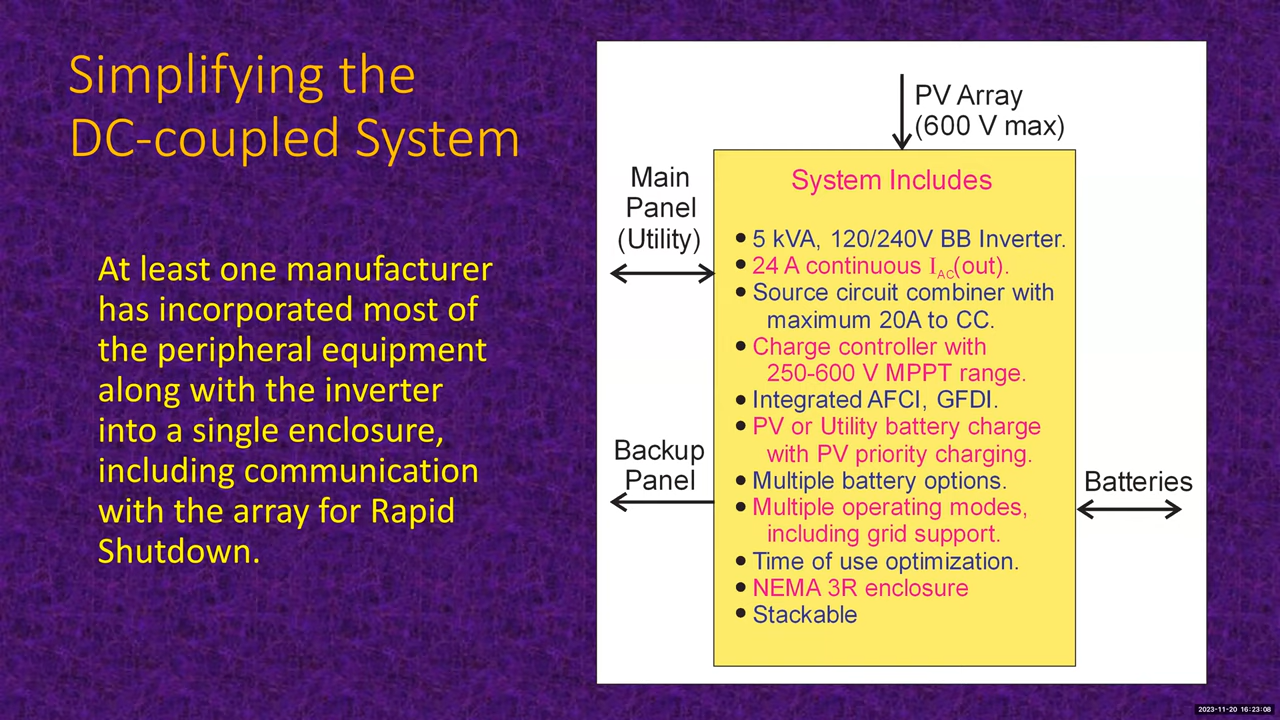 Simplifying the
DC-coupled System
At least one manufacturer
has incorporated most of
the peripheral equipment
along with the inverter
into a single enclosure,
including communication
with the array for Rapid
Shutdown.
PV Array
(600 V max)
Main
Panel
(Utility)
Backup
Panel
System Includes
• 5 kVA, 120/240V BB Inverter.
• 24 A continuous IAC(out).
• Source circuit combiner with
maximum 20A to CC.
• Charge controller with
250-600 V MPPT range.
• Integrated AFCI, GFDI.
• PV or Utility battery charge
with PV priority charging.
• Multiple battery options.
• Multiple operating modes,
including grid support.
• Time of use optimization.
• NEMA 3R enclosure
• Stackable
Batteries
2023-11-20 16:23:08